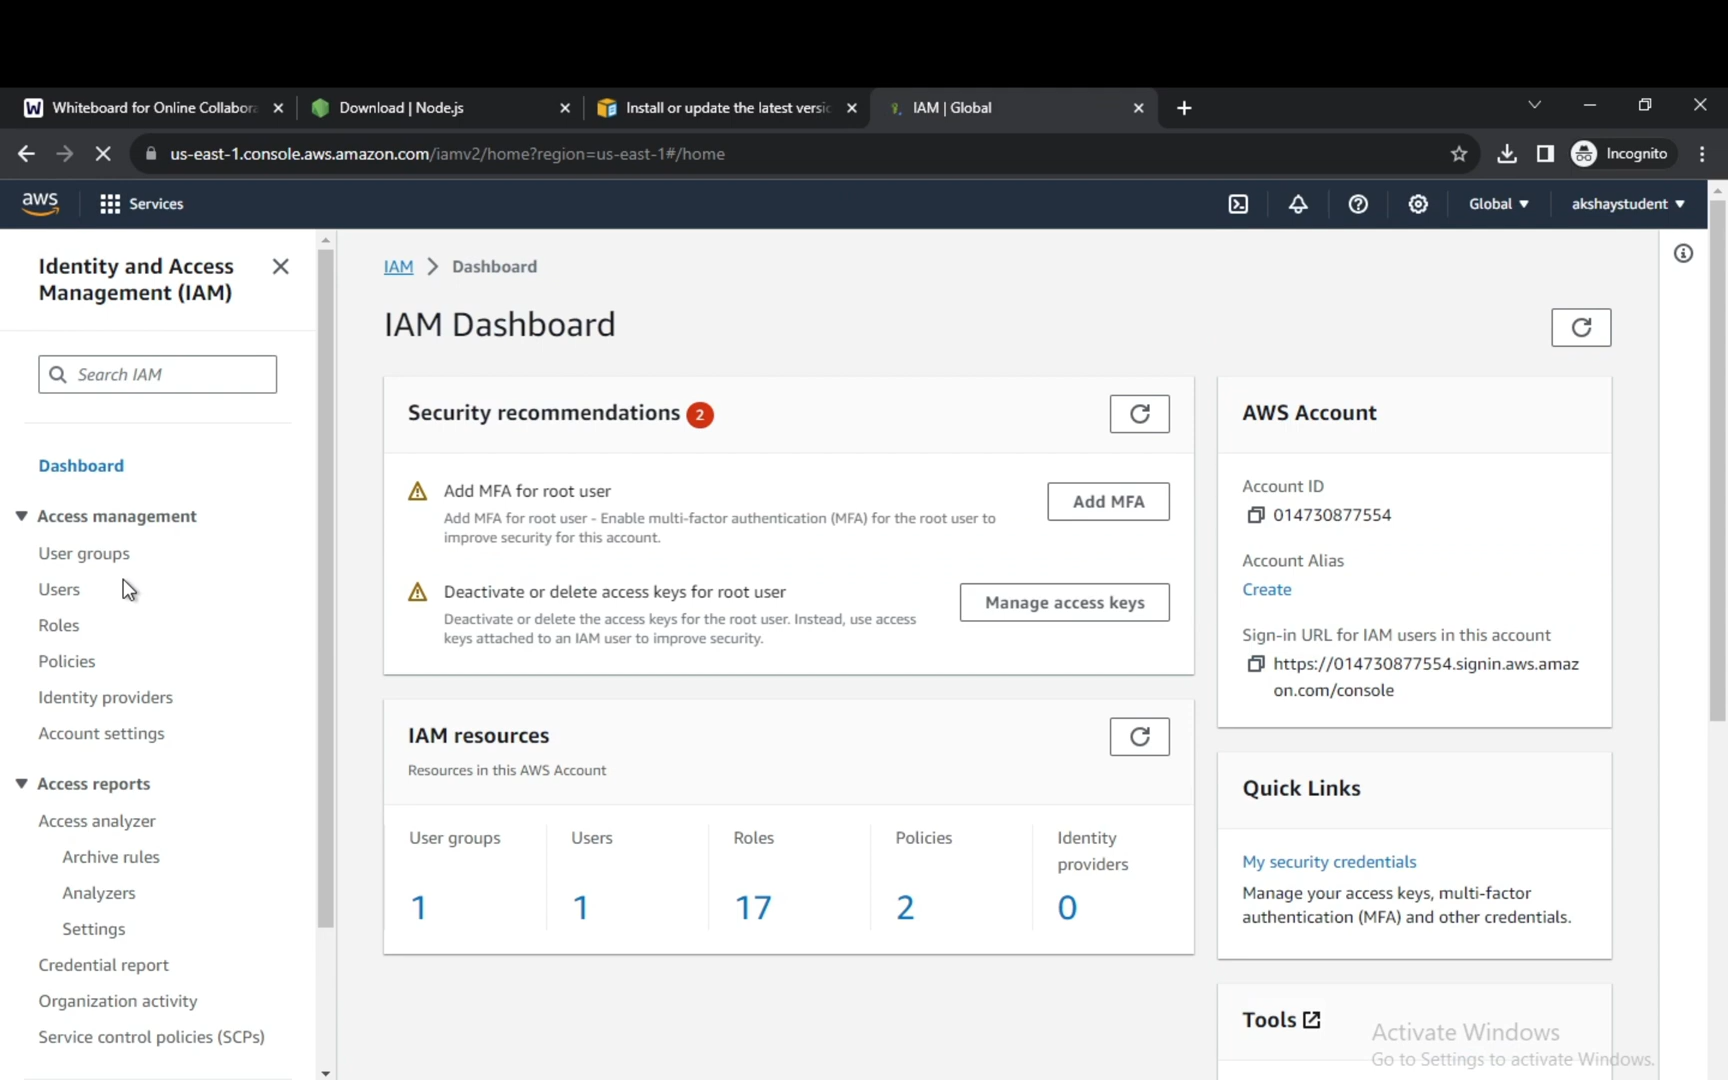 Whiteboard for Online Collabora
Download | Node.js
Install or update the latest versi
IAM | Global
us-east-1.console.aws.amazon.com/iamv2/home?region=us-east-1#/home
Incognito
aws
Services
Global
akshaystudent
Identity and Access
Management (IAM)
Search IAM
Dashboard
Access management
User groups
Users
Roles
Policies
Identity providers
Account settings
Access reports
Access analyzer
Archive rules
Analyzers
Settings
Credential report
Organization activity
Service control policies (SCPs)
IAM > Dashboard
IAM Dashboard
Security recommendations 2
Add MFA for root user
Add MFA for root user - Enable multi-factor authentication (MFA) for the root user to
improve security for this account.
Add MFA
Deactivate or delete access keys for root user
Deactivate or delete the access keys for the root user. Instead, use access
keys attached to an IAM user to improve security.
Manage access keys
IAM resources
Resources in this AWS Account
User groups
1
Users
1
Roles
17
Policies
2
Identity
providers
0
AWS Account
Account ID
014730877554
Account Alias
Create
Sign-in URL for IAM users in this account
https://014730877554.signin.aws.amaz
on.com/console
Quick Links
My security credentials
Manage your access keys, multi-factor
authentication (MFA) and other credentials.
Tools
Activate Windows
Go to Settings to activate Windows.